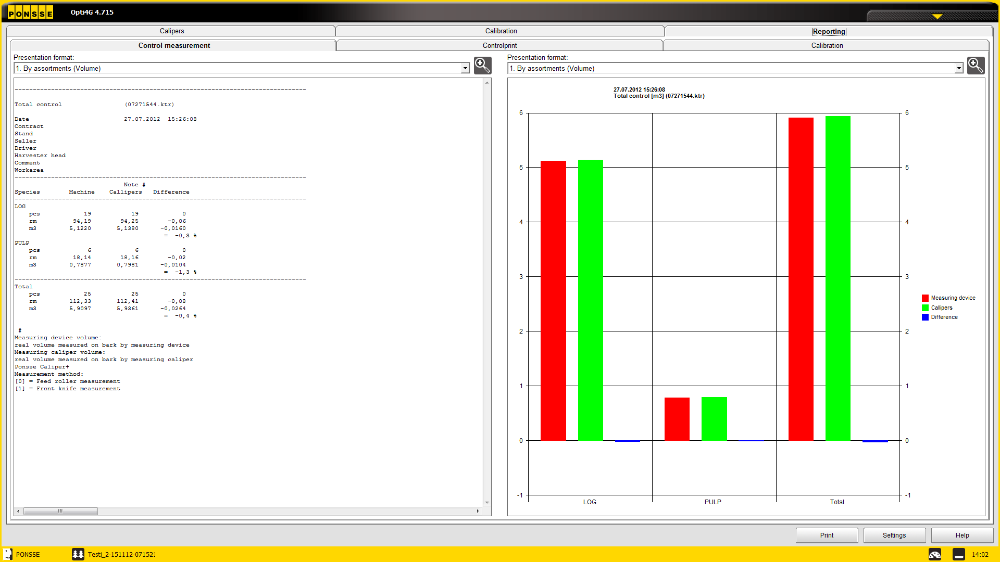 PONSSE
Opti4G 4.715
Calipers
Calibration
Reporting
Control measurement
Controlprint
Calibration
Presentation format:
1. By assortments (Volume)
Total control (07271544.ktr)
Date 27.07.2012 15:26:08
Contract
Stand
Seller
Driver
Harvester head
Comment
Workarea
Note #
Species Machine Callipers Difference
LOG
pcs 19 19 0
rm 94,19 94,25 -0,06
m3 5,1220 5,1380 -0,0160
= -0,3 %
PULP
pcs 6 6 0
rm 18,14 18,16 -0,02
m3 0,7877 0,7981 -0,0104
= -1,3 %
Total
pcs 25 25 0
rm 112,33 112,41 -0,08
m3 5,9097 5,9361 -0,0264
= -0,4 %
#
Measuring device volume:
real volume measured on bark by measuring device
Measuring caliper volume:
real volume measured on bark by measuring caliper
Ponsse Caliper+
Measurement method:
[0] = Feed roller measurement
[1] = Front knife measurement
Presentation format:
1. By assortments (Volume)
27.07.2012 15:26:08
Total control [m3] (07271544.ktr)
6 6
5 5
4 4
3 3
2 2
1 1
0 0
-1 -1
LOG PULP Total
Measuring device
Callipers
Difference
Print
Settings
Help
PONSSE
Testi_2-151112-071521
14:02